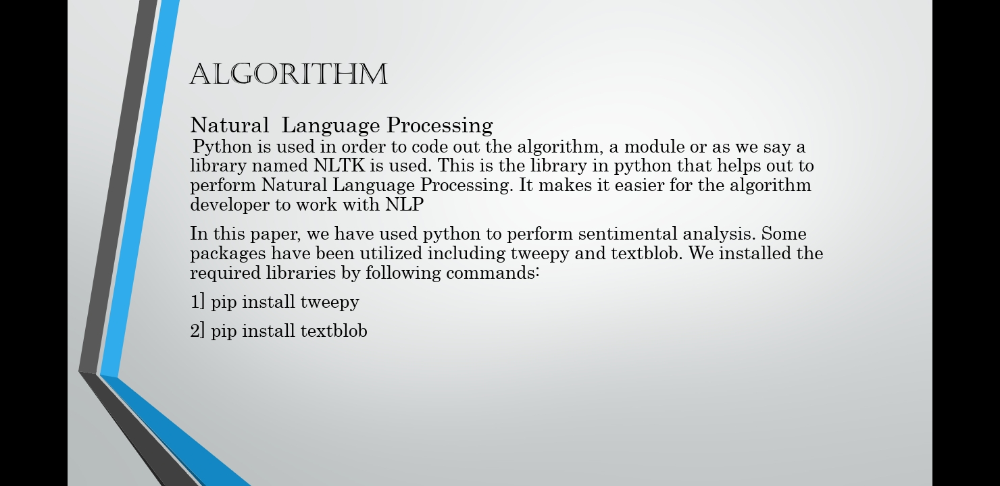 ALGORITHM
Natural Language Processing
Python is used in order to code out the algorithm, a module or as we say a
library named NLTK is used. This is the library in python that helps out to
perform Natural Language Processing. It makes it easier for the algorithm
developer to work with NLP
In this paper, we have used python to perform sentimental analysis. Some
packages have been utilized including tweepy and textblob. We installed the
required libraries by following commands:
1] pip install tweepy
2] pip install textblob